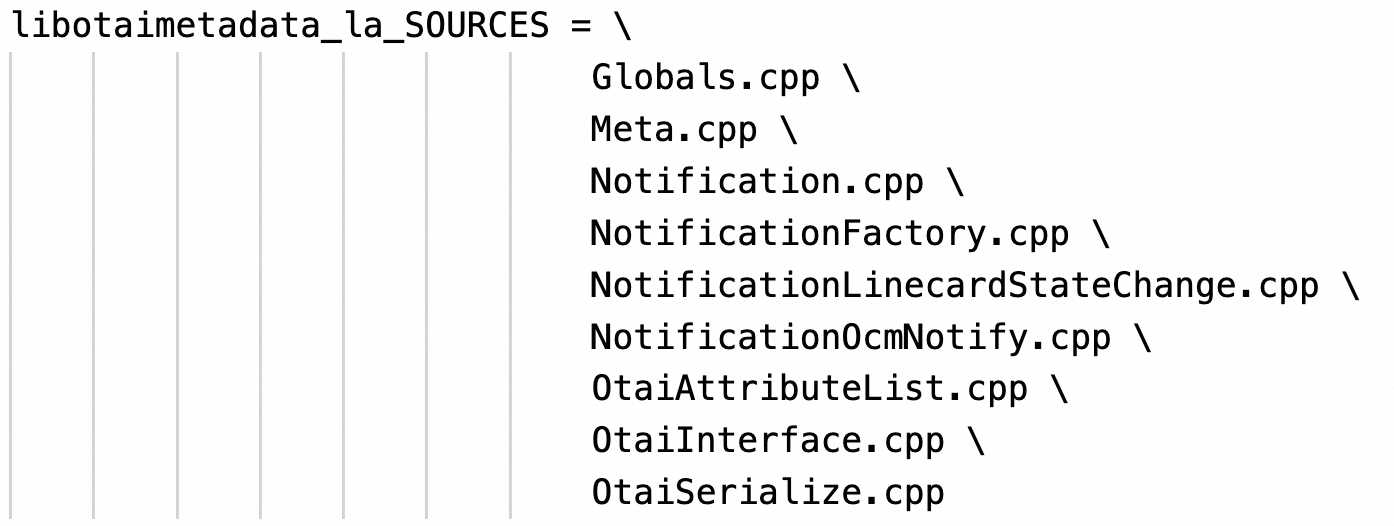 libotaimetadata_la_SOURCES = \
Globals.cpp \
Meta.cpp \
Notification.cpp \
NotificationFactory.cpp \
NotificationLinecardStateChange.cpp \
NotificationOcmNotify.cpp \
OtaiAttributeList.cpp \
OtaiInterface.cpp \
OtaiSerialize.cpp